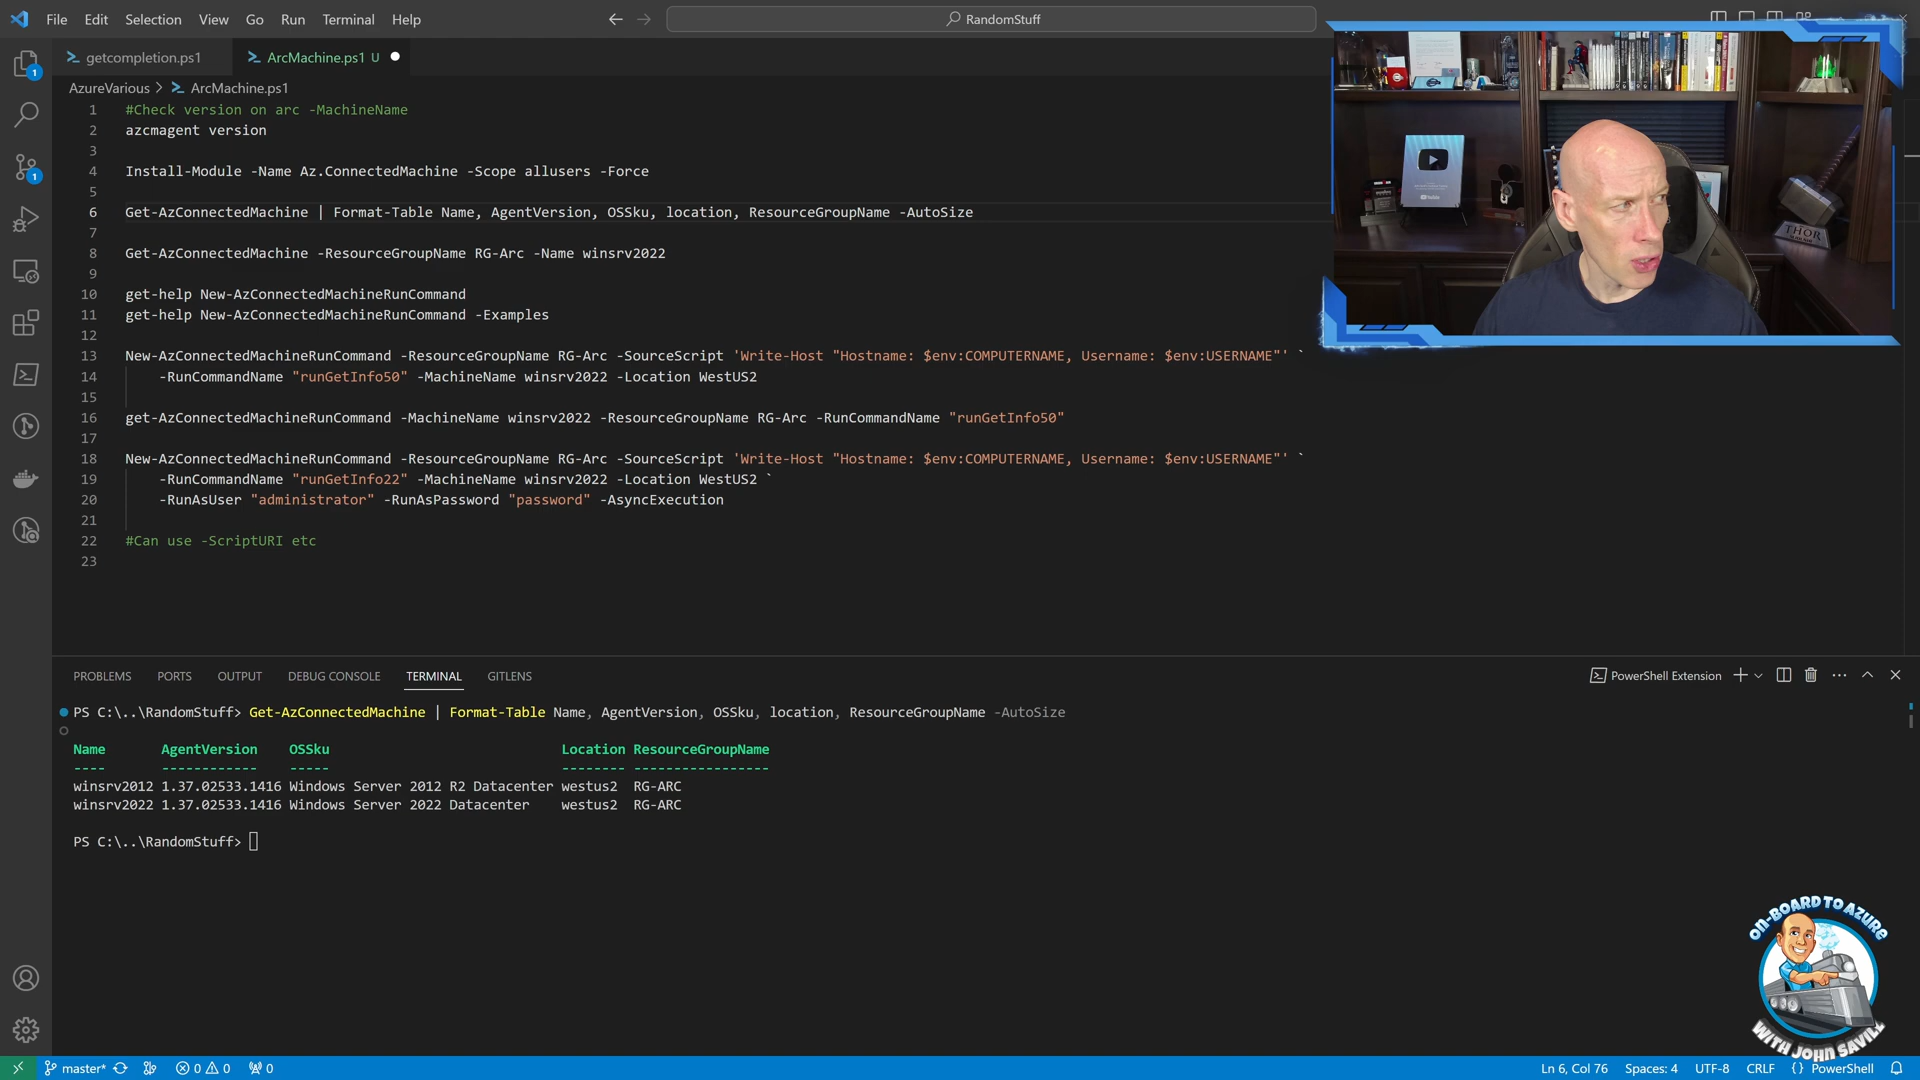 File Edit Selection View Go Run Terminal Help
RandomStuff
getcompletion.ps1
ArcMachine.ps1 U
AzureVarious > ArcMachine.ps1
1 #Check version on arc -MachineName
2 azcmagent version
3
4 Install-Module -Name Az.ConnectedMachine -Scope allusers -Force
5
6 Get-AzConnectedMachine | Format-Table Name, AgentVersion, OSSku, location, ResourceGroupName -AutoSize
7
8 Get-AzConnectedMachine -ResourceGroupName RG-Arc -Name winsrv2022
9
10 get-help New-AzConnectedMachineRunCommand
11 get-help New-AzConnectedMachineRunCommand -Examples
12
13 New-AzConnectedMachineRunCommand -ResourceGroupName RG-Arc -SourceScript 'Write-Host "Hostname: $env:COMPUTERNAME, Username: $env:USERNAME"' `
14 -RunCommandName "runGetInfo50" -MachineName winsrv2022 -Location WestUS2
15
16 get-AzConnectedMachineRunCommand -MachineName winsrv2022 -ResourceGroupName RG-Arc -RunCommandName "runGetInfo50"
17
18 New-AzConnectedMachineRunCommand -ResourceGroupName RG-Arc -SourceScript 'Write-Host "Hostname: $env:COMPUTERNAME, Username: $env:USERNAME"' `
19 -RunCommandName "runGetInfo22" -MachineName winsrv2022 -Location WestUS2 `
20 -RunAsUser "administrator" -RunAsPassword "password" -AsyncExecution
21
22 #Can use -ScriptURI etc
23
THOR
YouTube
1
1
PROBLEMS PORTS OUTPUT DEBUG CONSOLE TERMINAL GITLENS
PowerShell Extension
PS C:\..\RandomStuff> Get-AzConnectedMachine | Format-Table Name, AgentVersion, OSSku, location, ResourceGroupName -AutoSize
Name AgentVersion OSSku Location ResourceGroupName
---- ------------ ----- -------- -----------------
winsrv2012 1.37.02533.1416 Windows Server 2012 R2 Datacenter westus2 RG-ARC
winsrv2022 1.37.02533.1416 Windows Server 2022 Datacenter westus2 RG-ARC
PS C:\..\RandomStuff>
ON-BOARD TO AZURE
WITH JOHN SAVILL
master* 0 0 0
Ln 6, Col 76 Spaces: 4 UTF-8 CRLF {} PowerShell